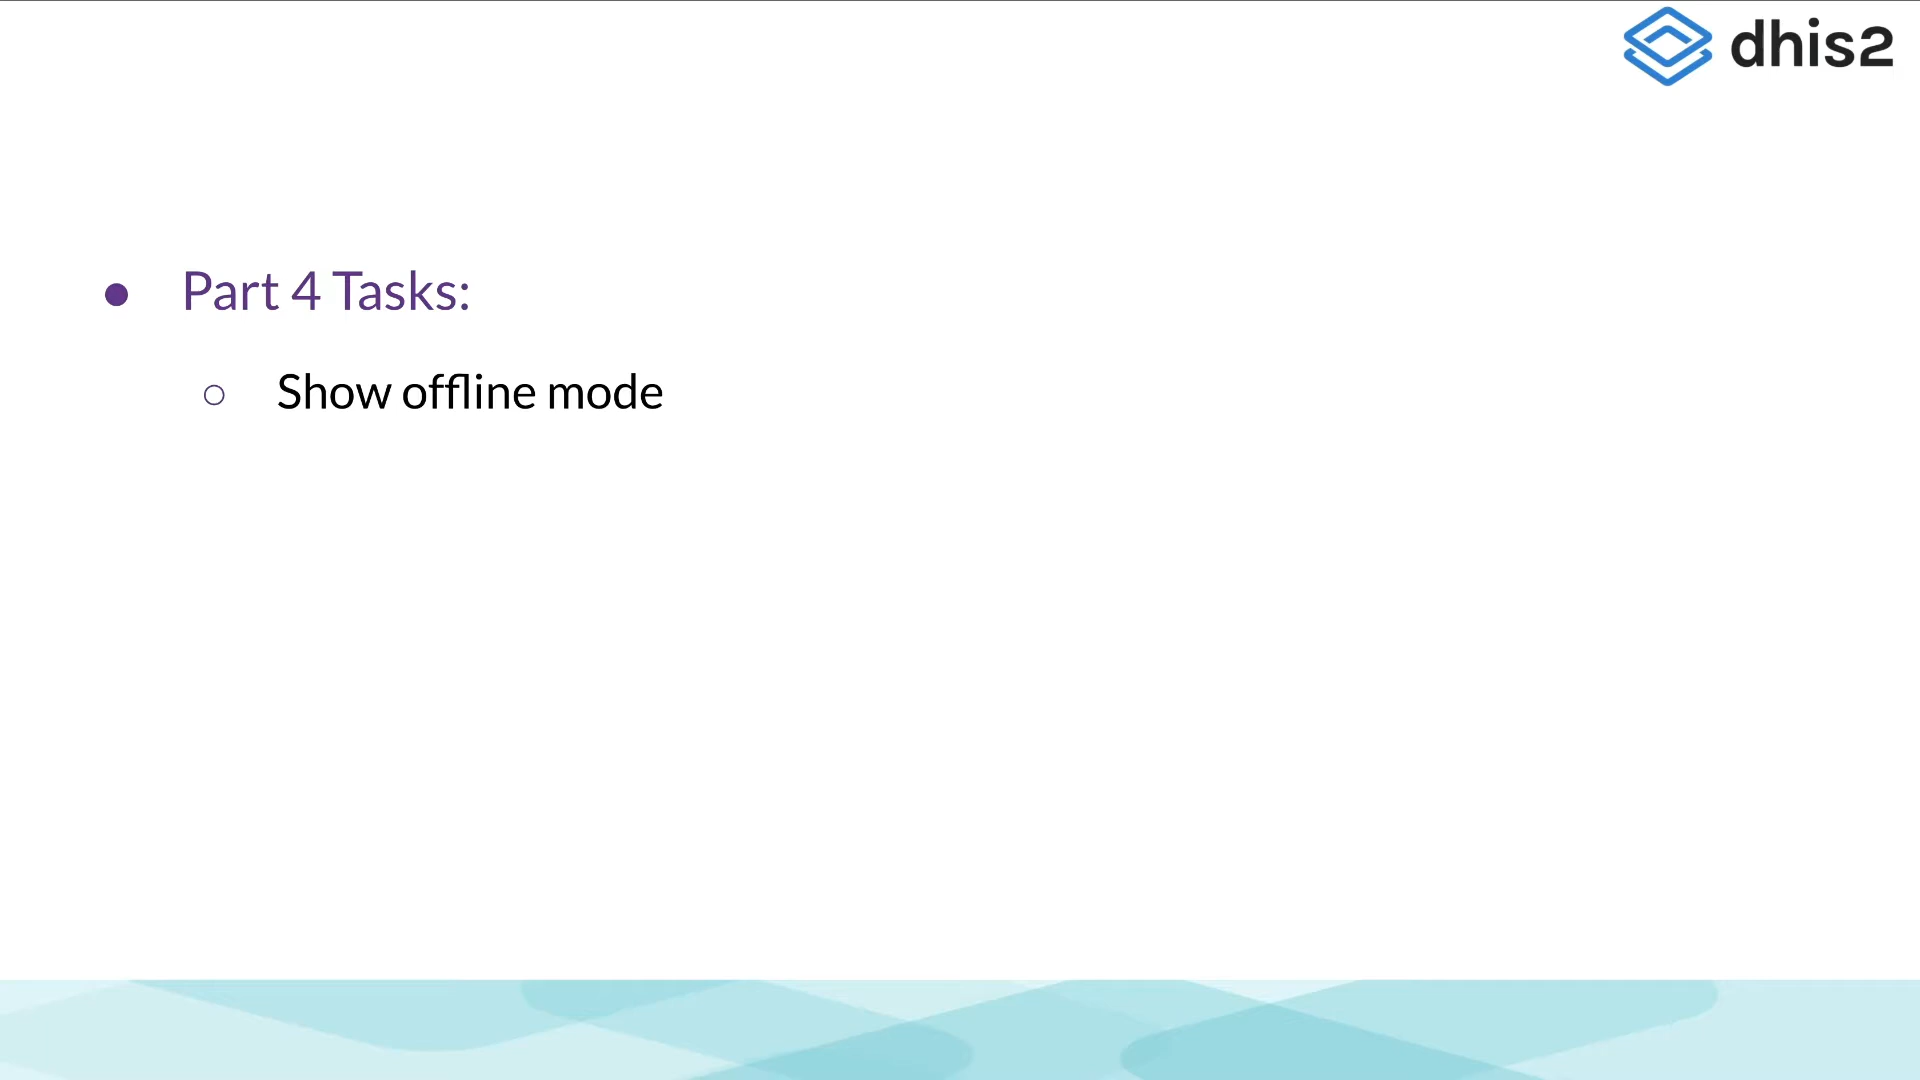 dhis2
● Part 4 Tasks:
○ Show offline mode